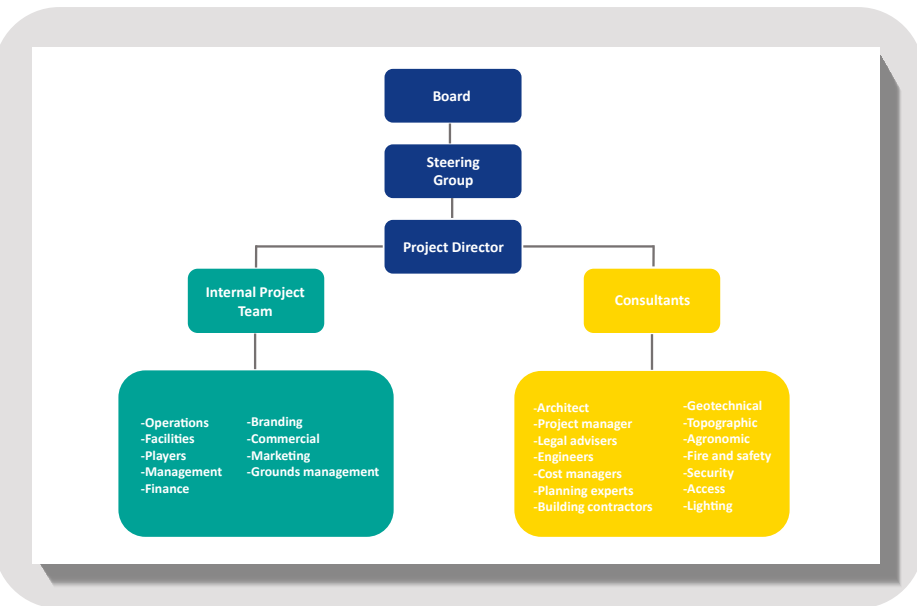 Board
Steering
Group
Project Director
Internal Project
Team
Consultants
-Operations
-Facilities
-Players
-Management
-Finance
-Branding
-Commercial
-Marketing
-Grounds management
-Architect
-Project manager
-Legal advisers
-Engineers
-Cost managers
-Planning experts
-Building contractors
-Geotechnical
-Topographic
-Agronomic
-Fire and safety
-Security
-Access
-Lighting